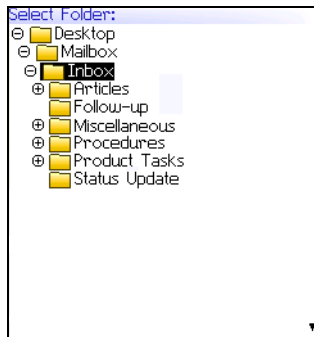 Select Folder:
Desktop
Mailbox
Inbox
Articles
Follow-up
Miscellaneous
Procedures
Product Tasks
Status Update